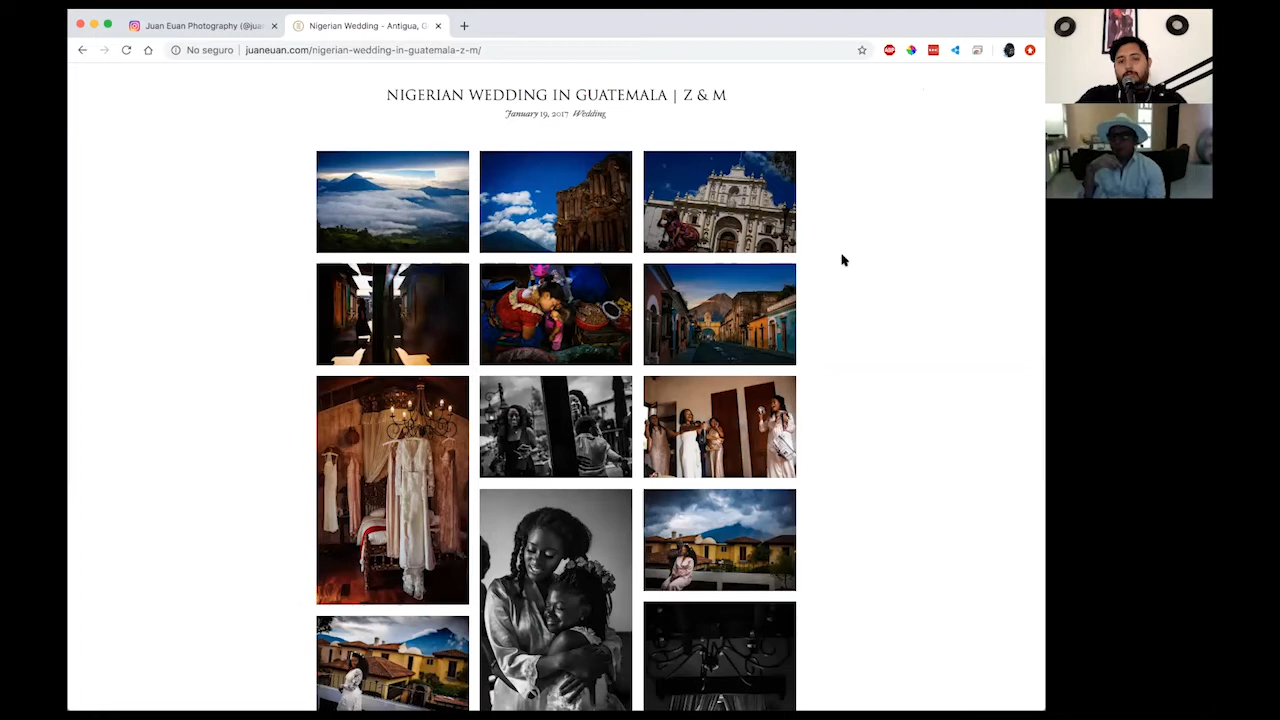 Juan Euan Photography (@jua
Nigerian Wedding - Antigua, G
No seguro
juaneuan.com/nigerian-wedding-in-guatemala-z-m/
ABP
NIGERIAN WEDDING IN GUATEMALA | Z & M
January 19, 2017 Wedding